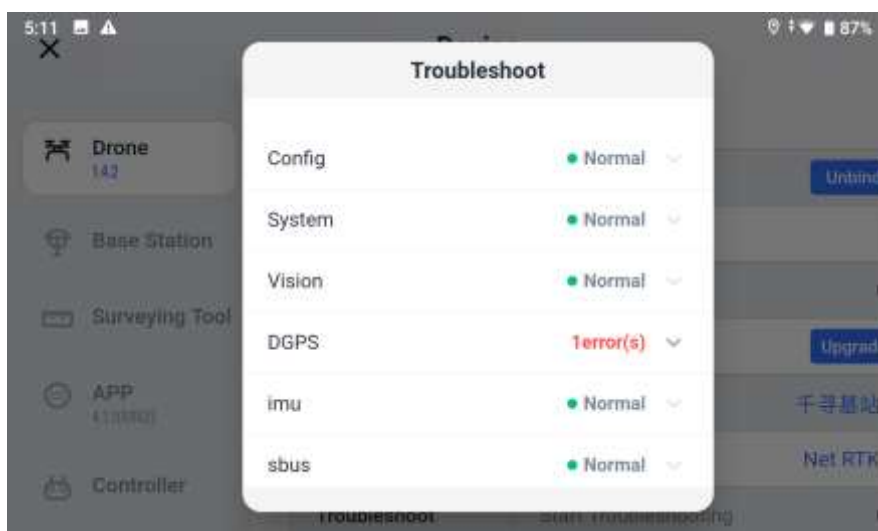 5:11
87%
Troubleshoot
Drone
142
Unbind
Base Station
Surveying Tool
Upgrad
APP
千寻基站
Net RTK
Controller
Config
Normal
System
Normal
Vision
Normal
DGPS
1error(s)
imu
Normal
sbus
Normal
Troubleshoot
Start Troubleshooting